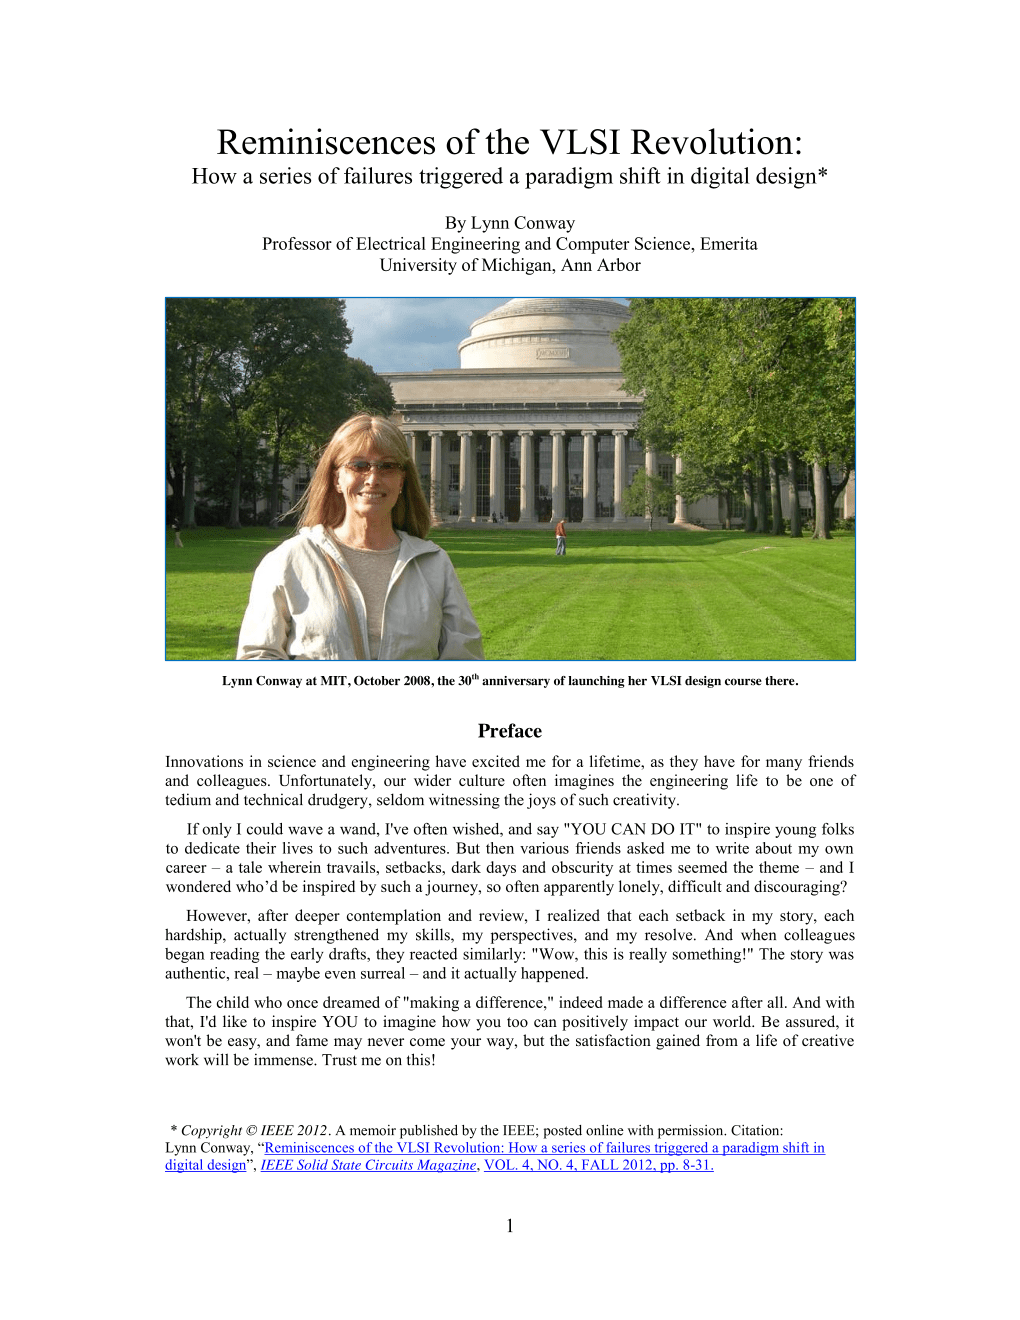 Reminiscences of the VLSI Revolution:
How a series of failures triggered a paradigm shift in digital design*
By Lynn Conway
Professor of Electrical Engineering and Computer Science, Emerita
University of Michigan, Ann Arbor
Lynn Conway at MIT, October 2008, the 30th anniversary of launching her VLSI design course there.
Preface
Innovations in science and engineering have excited me for a lifetime, as they have for many friends
and colleagues. Unfortunately, our wider culture often imagines the engineering life to be one of
tedium and technical drudgery, seldom witnessing the joys of such creativity.
If only I could wave a wand, I've often wished, and say "YOU CAN DO IT" to inspire young folks
to dedicate their lives to such adventures. But then various friends asked me to write about my own
career – a tale wherein travails, setbacks, dark days and obscurity at times seemed the theme – and I
wondered who’d be inspired by such a journey, so often apparently lonely, difficult and discouraging?
However, after deeper contemplation and review, I realized that each setback in my story, each
hardship, actually strengthened my skills, my perspectives, and my resolve. And when colleagues
began reading the early drafts, they reacted similarly: "Wow, this is really something!" The story was
authentic, real – maybe even surreal – and it actually happened.
The child who once dreamed of "making a difference," indeed made a difference after all. And with
that, I'd like to inspire YOU to imagine how you too can positively impact our world. Be assured, it
won't be easy, and fame may never come your way, but the satisfaction gained from a life of creative
work will be immense. Trust me on this!
* Copyright © IEEE 2012. A memoir published by the IEEE; posted online with permission. Citation:
Lynn Conway, “Reminiscences of the VLSI Revolution: How a series of failures triggered a paradigm shift in
digital design”, IEEE Solid State Circuits Magazine, VOL. 4, NO. 4, FALL 2012, pp. 8-31.
1